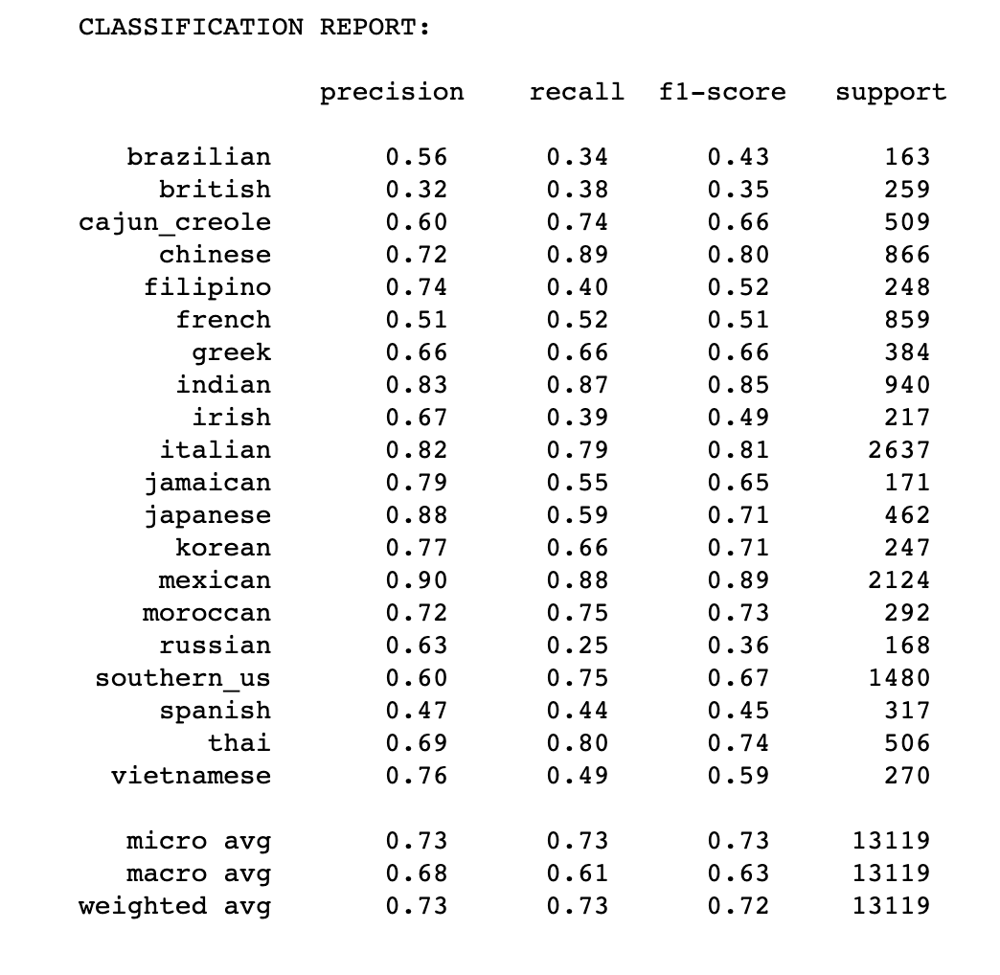 CLASSIFICATION REPORT:
precision recall f1-score support
brazilian 0.56 0.34 0.43 163
british 0.32 0.38 0.35 259
cajun_creole 0.60 0.74 0.66 509
chinese 0.72 0.89 0.80 866
filipino 0.74 0.40 0.52 248
french 0.51 0.52 0.51 859
greek 0.66 0.66 0.66 384
indian 0.83 0.87 0.85 940
irish 0.67 0.39 0.49 217
italian 0.82 0.79 0.81 2637
jamaican 0.79 0.55 0.65 171
japanese 0.88 0.59 0.71 462
korean 0.77 0.66 0.71 247
mexican 0.90 0.88 0.89 2124
moroccan 0.72 0.75 0.73 292
russian 0.63 0.25 0.36 168
southern_us 0.60 0.75 0.67 1480
spanish 0.47 0.44 0.45 317
thai 0.69 0.80 0.74 506
vietnamese 0.76 0.49 0.59 270
micro avg 0.73 0.73 0.73 13119
macro avg 0.68 0.61 0.63 13119
weighted avg 0.73 0.73 0.72 13119